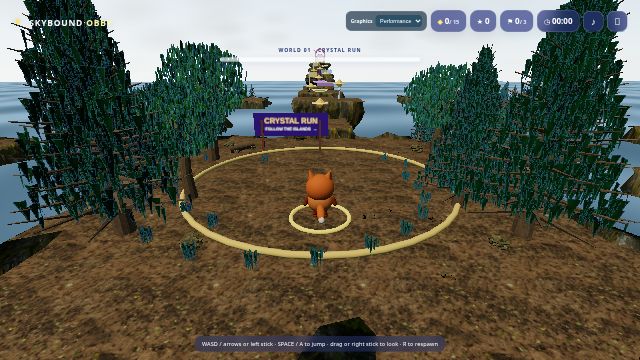 SKYBOUND OBBY
Graphics Performance
0/15
★ 0
0/3
00:00
WORLD 01 · CRYSTAL RUN
CRYSTAL RUN
FOLLOW THE ISLANDS →
WASD / arrows or left stick · SPACE / A to jump · drag or right stick to look · R to respawn